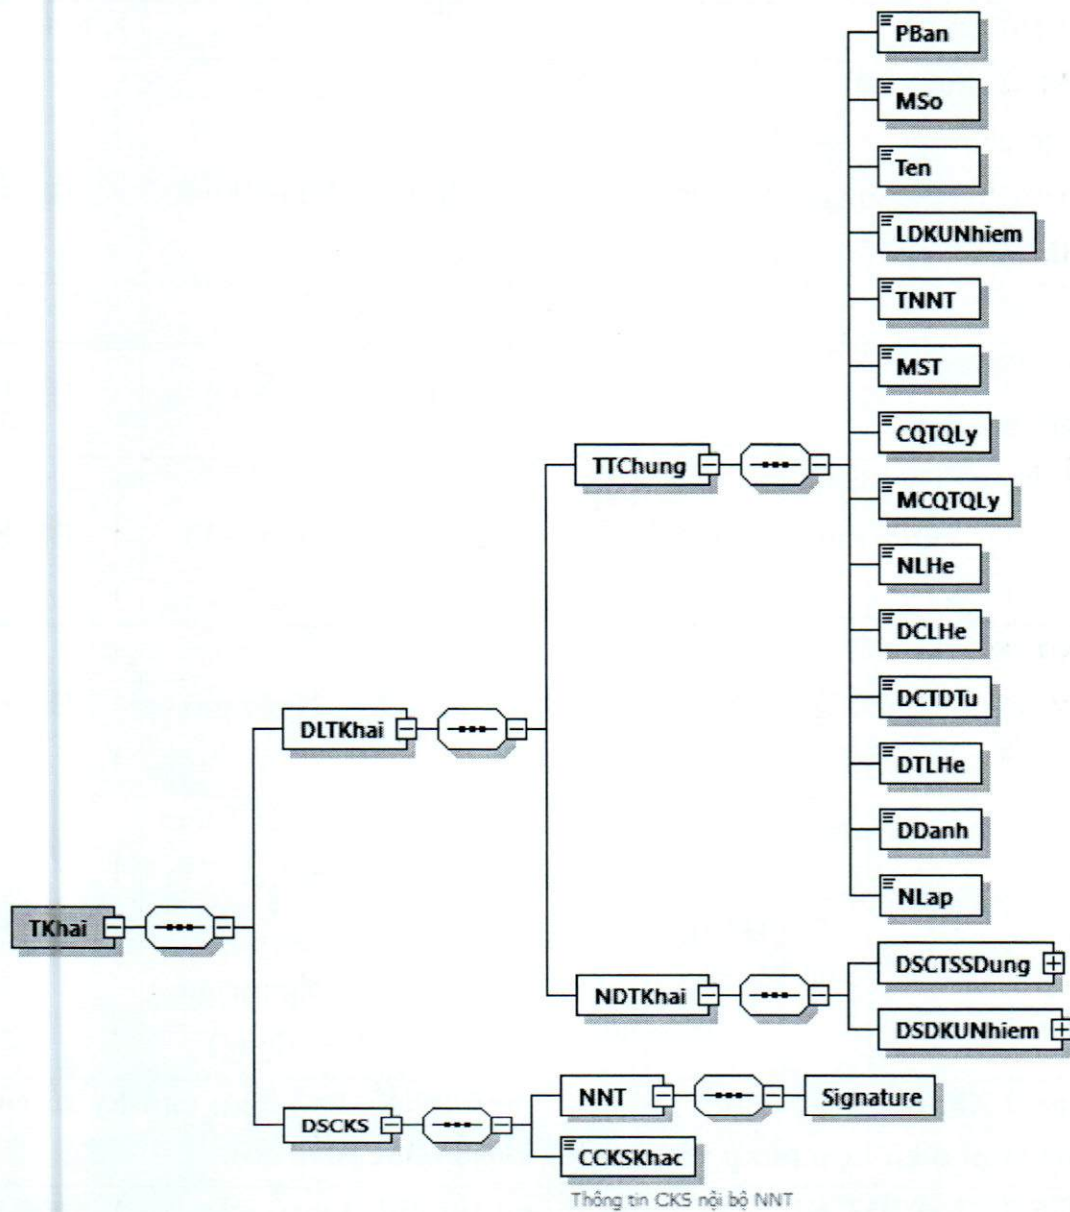 PBan
MSo
Ten
LDKUNhiem
TNNT
MST
CQTQLy
TTChung
MCQTQLy
NLHe
DCLHe
DCTDTu
DLTKhai
DTLHe
DDanh
NLap
TKhai
DSCTSSDung
NDTKhai
DSDKUNhiem
NNT
Signature
DSCKS
CCKSKhac
Thông tin CKS nội bộ NNT